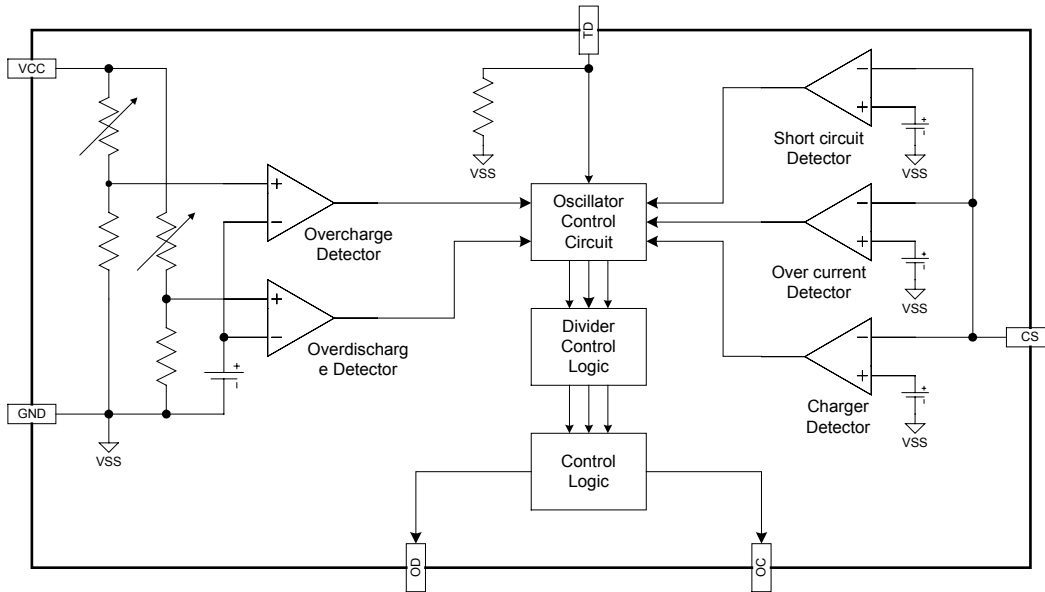 TD
VCC
+
−
Short circuit
Detector
+
-
VSS
VSS
+
−
Overcharge
Detector
Oscillator
Control
Circuit
−
+
Over current
Detector
+
-
VSS
+
−
Overdischarg
e Detector
+
-
Divider
Control
Logic
−
+
Charger
Detector
+
-
VSS
CS
GND
VSS
Control
Logic
OD
OC